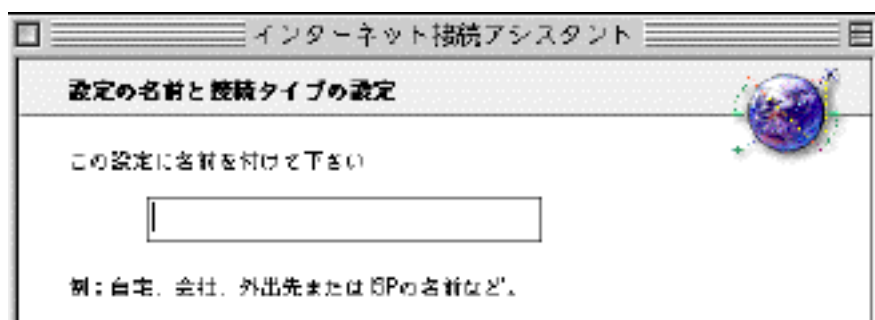 インターネット接続アシスタント
設定の名前と接続タイプの設定
この設定に名前を付けて下さい
例：自宅、会社、外出先またはISPの名前など。